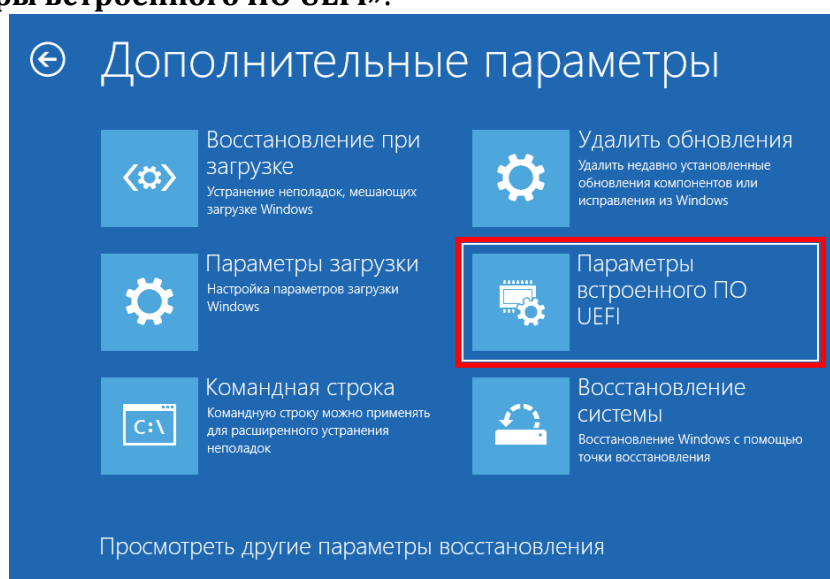 ры встроенного ПО UEFI».
Дополнительные параметры
Восстановление при
загрузке
Устранение неполадок, мешающих
загрузке Windows
Удалить обновления
Удалить недавно установленные
обновления компонентов или
исправления из Windows
Параметры загрузки
Настройка параметров загрузки
Windows
Параметры
встроенного ПО
UEFI
Командная строка
Командную строку можно применять
для расширенного устранения
неполадок
C:\
Восстановление
системы
Восстановление Windows с помощью
точки восстановления
Просмотреть другие параметры восстановления